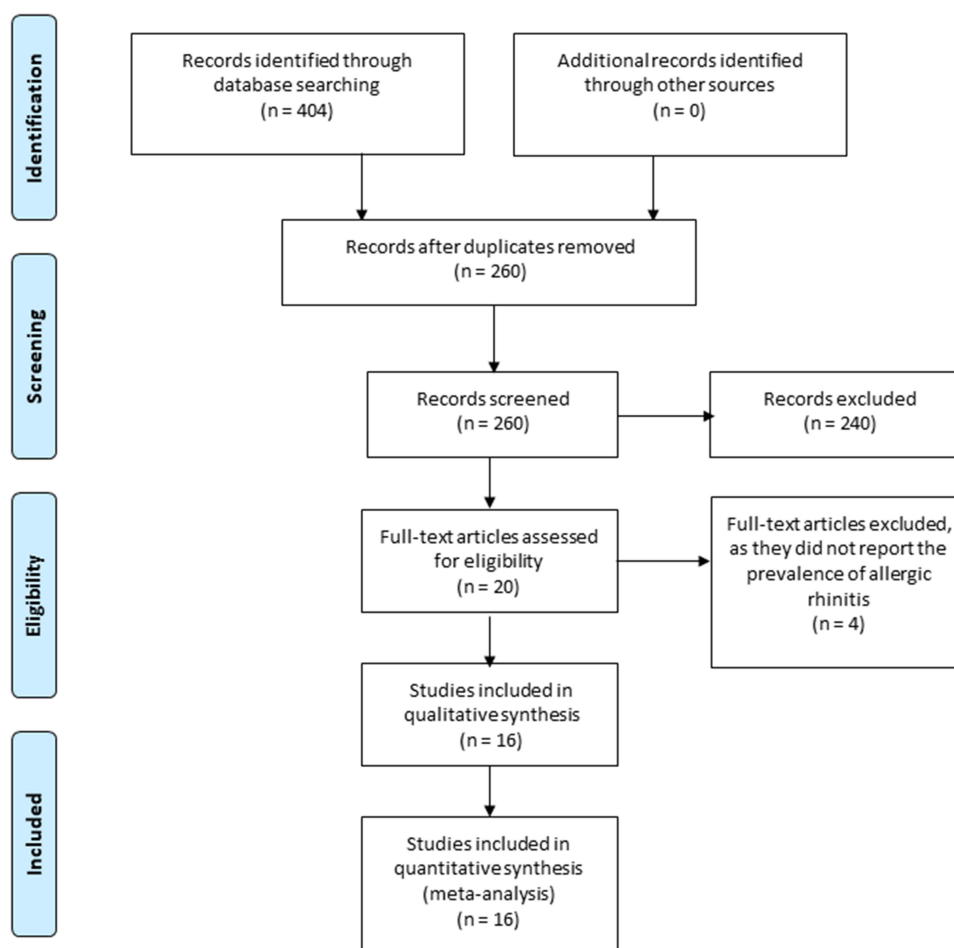 Identification
Records identified through
database searching
(n = 404)
Additional records identified
through other sources
(n = 0)
Screening
Records after duplicates removed
(n = 260)
Records screened
(n = 260)
Records excluded
(n = 240)
Eligibility
Full-text articles assessed
for eligibility
(n = 20)
Full-text articles excluded,
as they did not report the
prevalence of allergic
rhinitis
(n = 4)
Studies included in
qualitative synthesis
(n = 16)
Included
Studies included in
quantitative synthesis
(meta-analysis)
(n = 16)